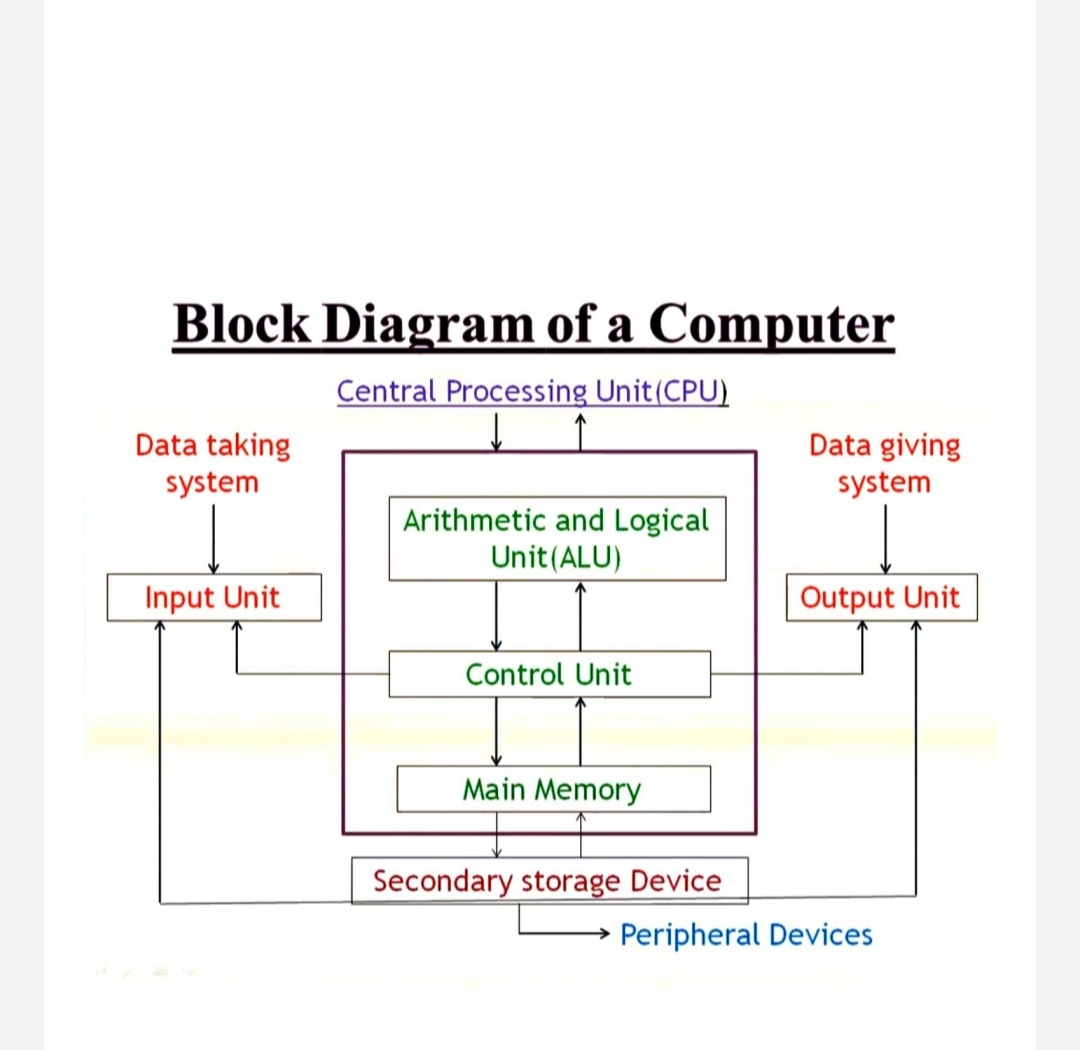 Block Diagram of a Computer
Central Processing Unit(CPU)
Data taking
system
Data giving
system
Arithmetic and Logical
Unit(ALU)
Input Unit
Output Unit
Control Unit
Main Memory
Secondary storage Device
Peripheral Devices